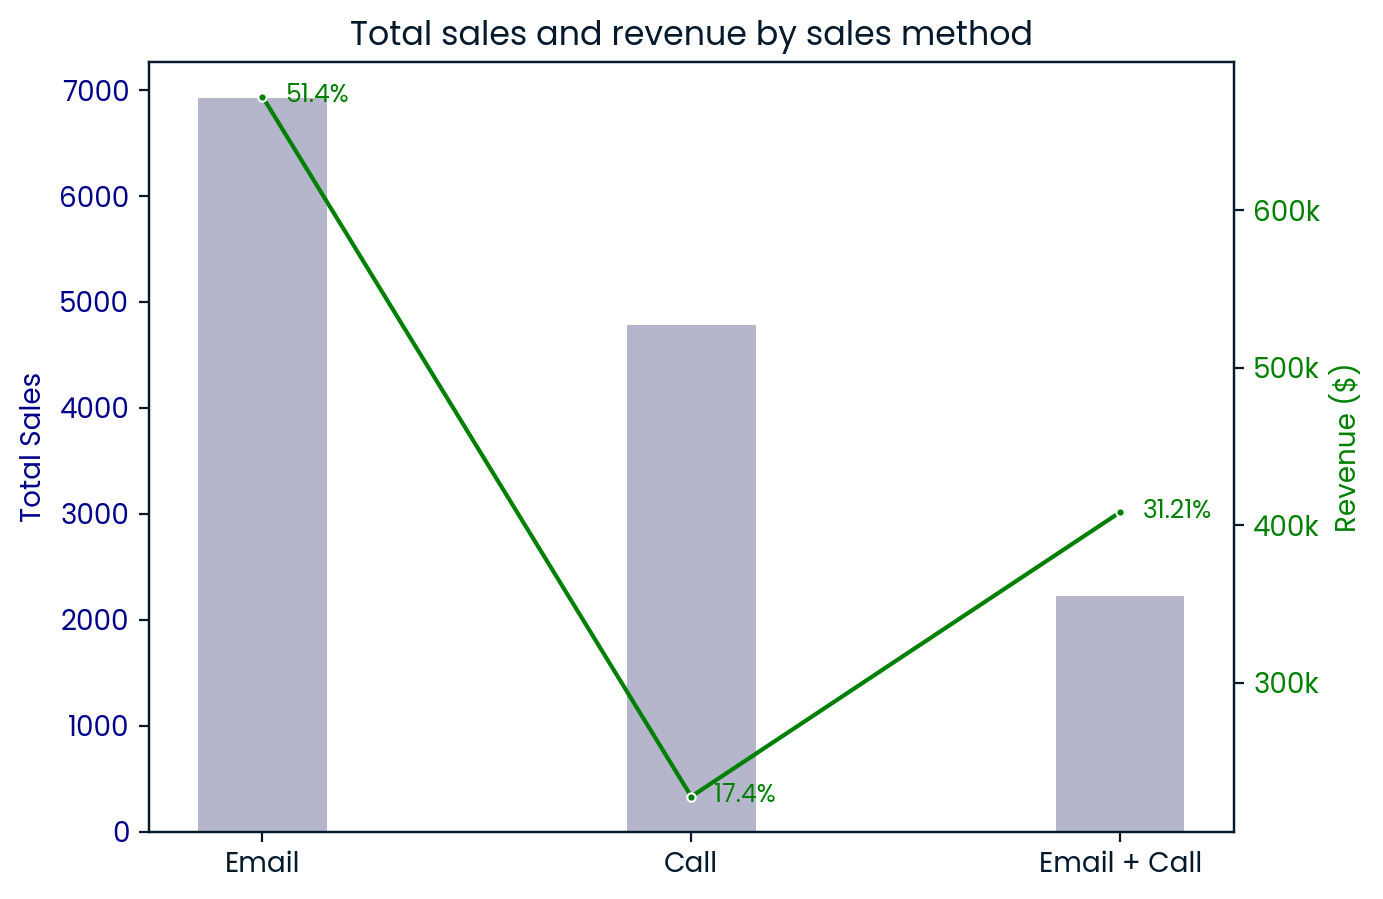 Total sales and revenue by sales method
Total Sales
7000
6000
5000
4000
3000
2000
1000
0
51.4%
17.4%
31.21%
600k
500k
400k
300k
Revenue ($)
Email
Call
Email + Call